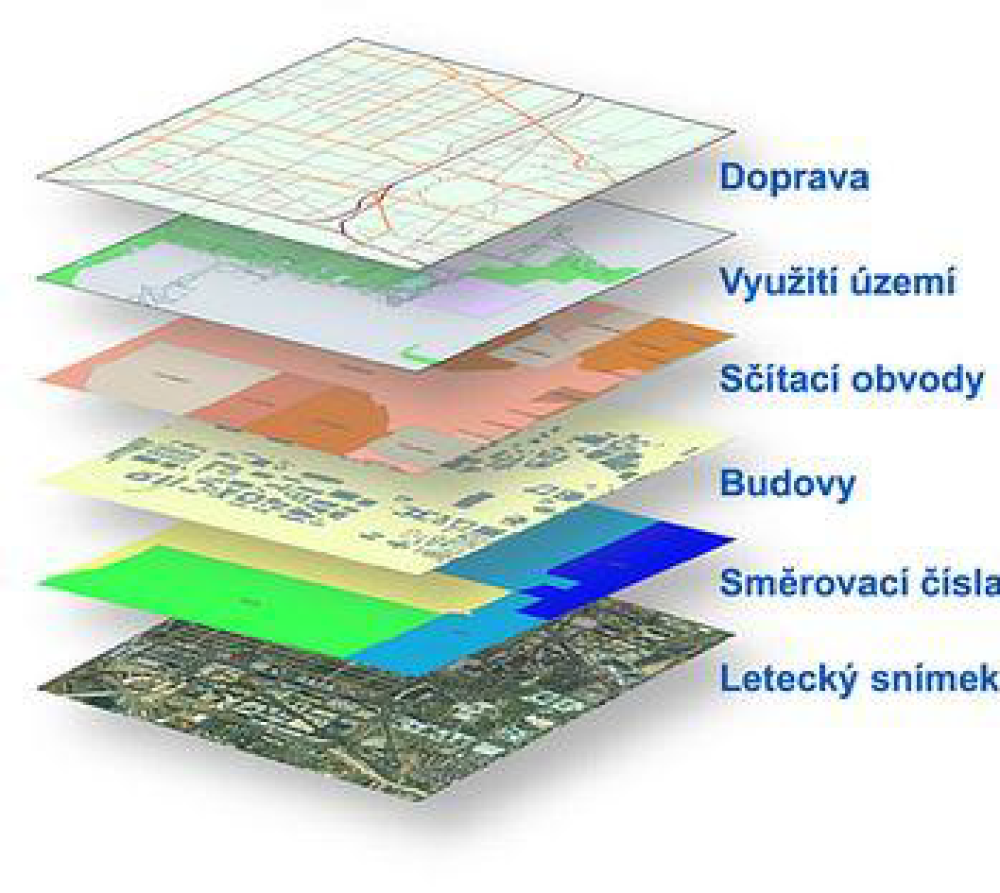 Doprava
Využití území
Sčítací obvody
Budovy
Směrovací čísla
Letecký snímek